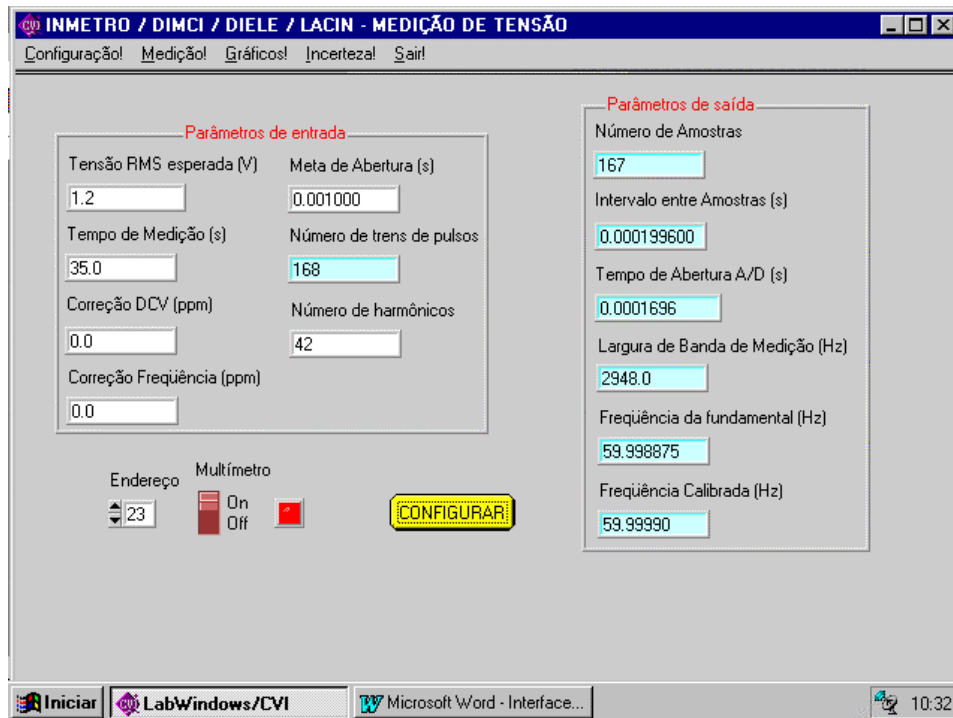 CVI INMETRO / DIMCI / DIELE / LACIN - MEDIÇÃO DE TENSÃO
Configuração! Medição! Gráficos! Incerteza! Sair!
Parâmetros de entrada
Tensão RMS esperada (V)
1.2
Tempo de Medição (s)
35.0
Correção DCV (ppm)
0.0
Correção Freqüência (ppm)
0.0
Meta de Abertura (s)
0.001000
Número de trens de pulsos
168
Número de harmônicos
42
Parâmetros de saída
Número de Amostras
167
Intervalo entre Amostras (s)
0.000199600
Tempo de Abertura A/D (s)
0.0001696
Largura de Banda de Medição (Hz)
2948.0
Freqüência da fundamental (Hz)
59.998875
Freqüência Calibrada (Hz)
59.99990
Endereço
23
Multímetro
On
Off
CONFIGURAR
Iniciar
CVI LabWindows/CVI
W Microsoft Word - Interface...
10:32